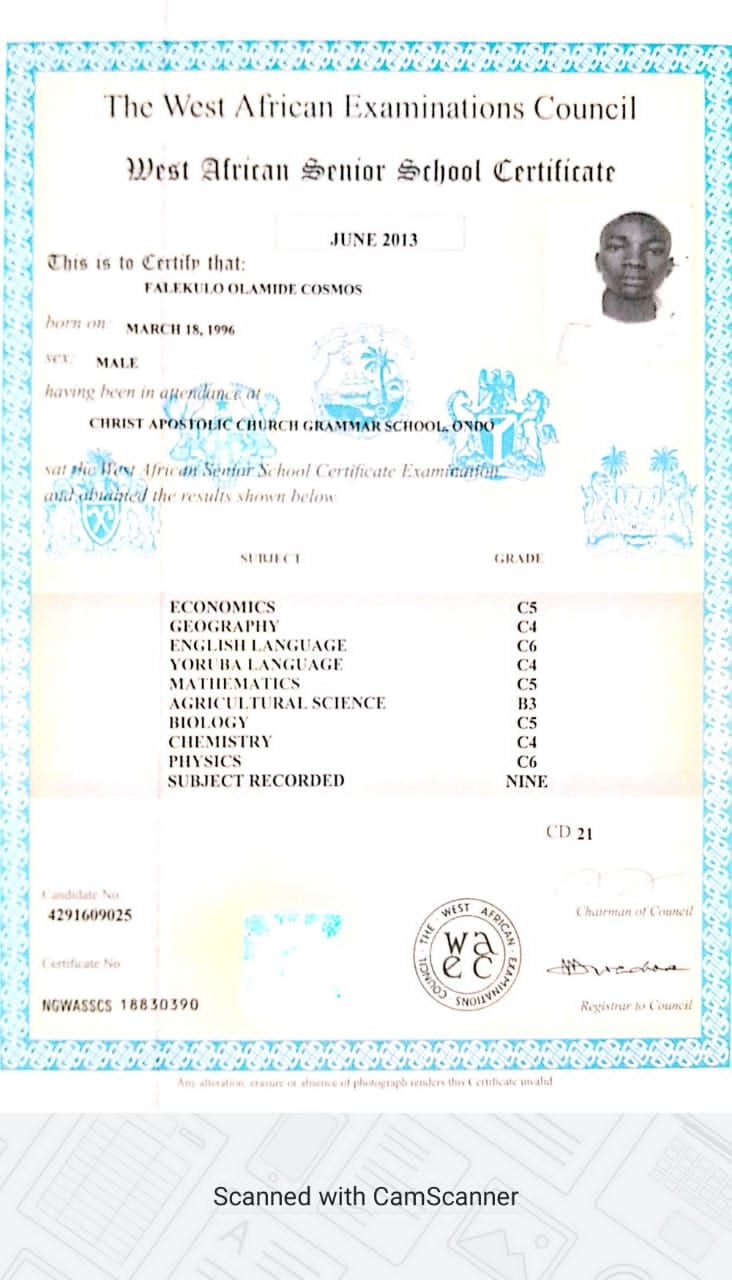 The West African Examinations Council
West African Senior School Certificate
JUNE 2013
This is to Certify that:
FALEKULO OLAMIDE COSMOS
born on: MARCH 18, 1996
sex: MALE
having been in attendance at
CHRIST APOSTOLIC CHURCH GRAMMAR SCHOOL, ONDO
sat the West African Senior School Certificate Examination
and obtained the results shown below.
SUBJECT GRADE
ECONOMICS C5
GEOGRAPHY C4
ENGLISH LANGUAGE C6
YORUBA LANGUAGE C4
MATHEMATICS C5
AGRICULTURAL SCIENCE B3
BIOLOGY C5
CHEMISTRY C4
PHYSICS C6
SUBJECT RECORDED NINE
CD 21
Candidate No
4291609025
Chairman of Council
THE WEST AFRICAN EXAMINATIONS COUNCIL
wa
ec
Certificate No
NGWASSCS 18830390
Registrar to Council
Any alteration, erasure or absence of photograph renders this Certificate invalid
Scanned with CamScanner